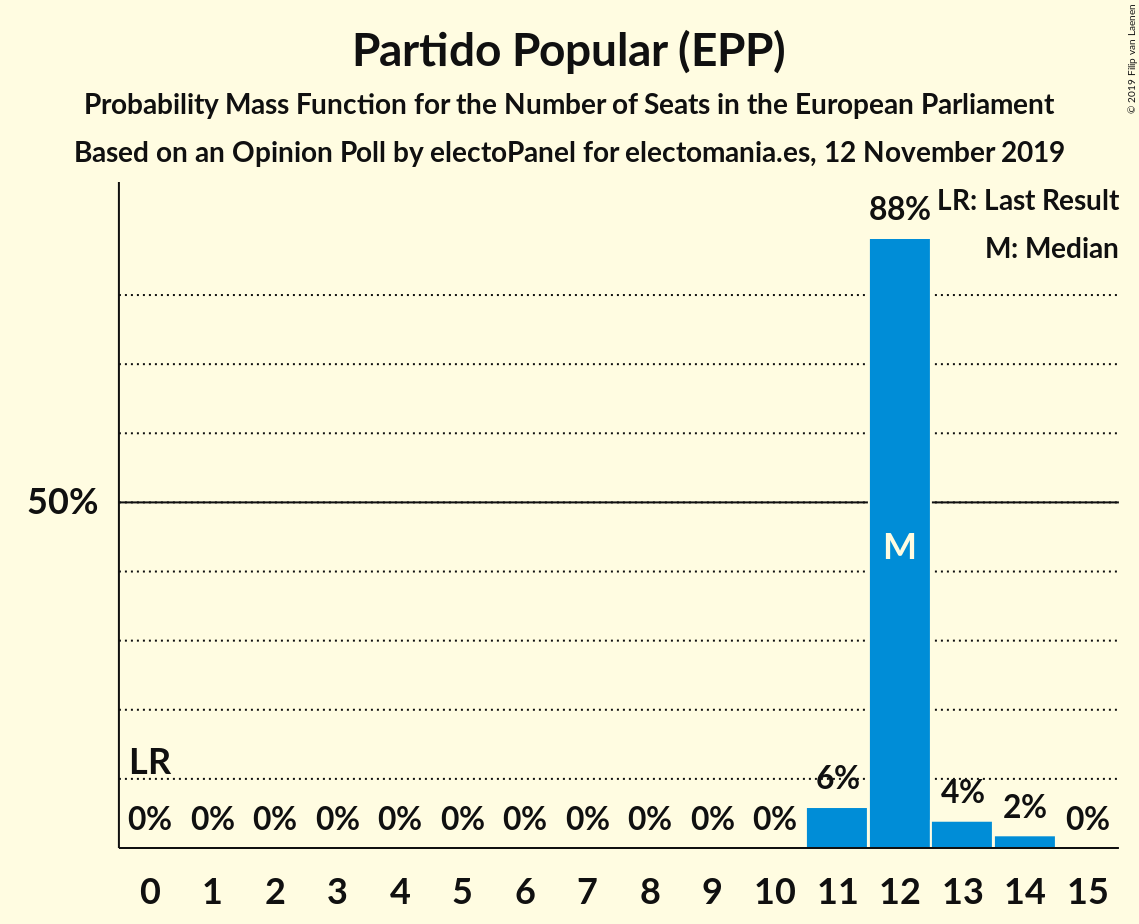 Partido Popular (EPP)
Probability Mass Function for the Number of Seats in the European Parliament
Based on an Opinion Poll by electoPanel for electomania.es, 12 November 2019
© 2019 Filip van Laenen
88%
LR: Last Result
M: Median
50%
M
LR
0% 0% 0% 0% 0% 0% 0% 0% 0% 0% 0% 6% 4% 2% 0%
0 1 2 3 4 5 6 7 8 9 10 11 12 13 14 15